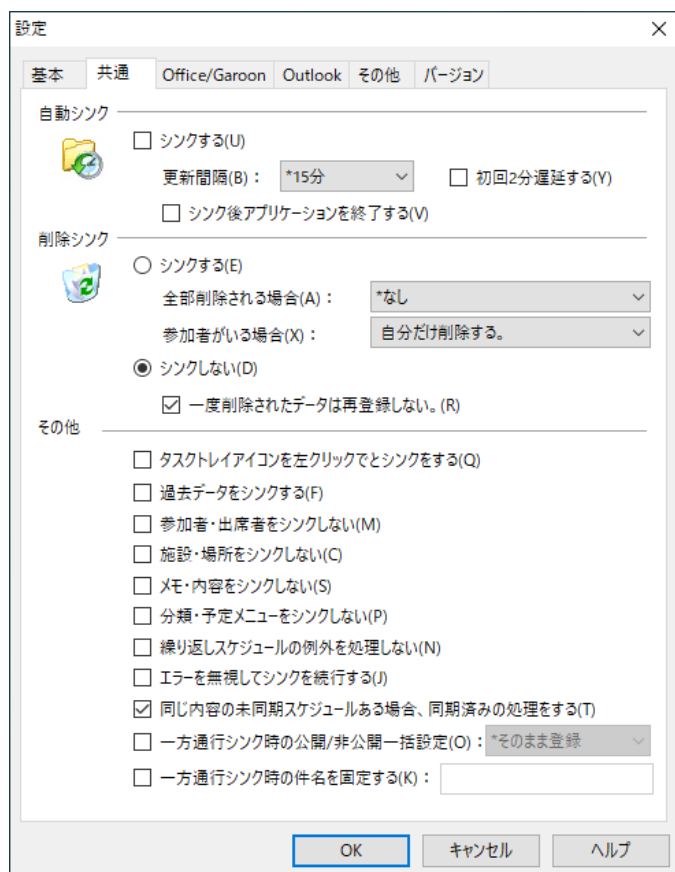 設定
基本 共通 Office/Garoon Outlook その他 バージョン
自動シンク
シンクする(U)
更新間隔(B)： *15分 初回2分遅延する(Y)
シンク後アプリケーションを終了する(V)
削除シンク
シンクする(E)
全部削除される場合(A)： *なし
参加者がいる場合(X)： 自分だけ削除する。
シンクしない(D)
一度削除されたデータは再登録しない。(R)
その他
タスクトレイアイコンを左クリックでとシンクをする(Q)
過去データをシンクする(F)
参加者・出席者をシンクしない(M)
施設・場所をシンクしない(C)
メモ・内容をシンクしない(S)
分類・予定メニューをシンクしない(P)
繰り返しスケジュールの例外を処理しない(N)
エラーを無視してシンクを続行する(J)
同じ内容の未同期スケジュールある場合、同期済みの処理をする(T)
一方通行シンク時の公開/非公開一括設定(O)： *そのまま登録
一方通行シンク時の件名を固定する(K)：
OK キャンセル ヘルプ